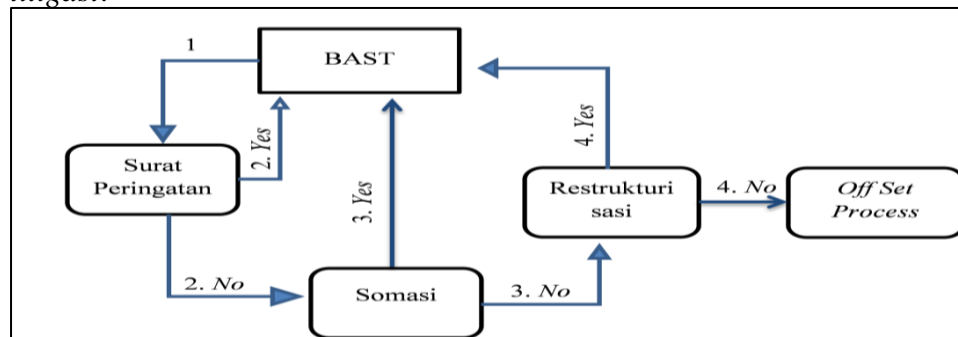 1
BAST
2. Yes
Surat
Peringatan
3. Yes
4. Yes
Restrukturi
sasi
4. No
Off Set
Process
2. No
Somasi
3. No